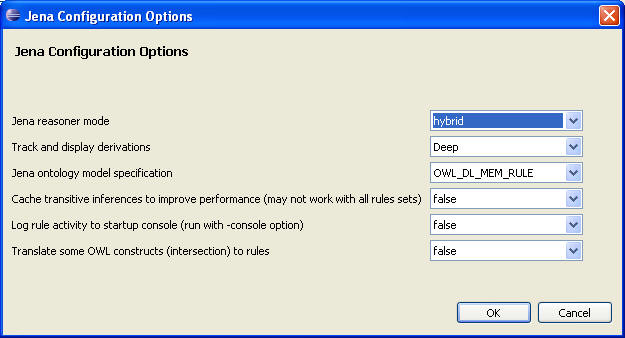 Jena Configuration Options
Jena Configuration Options
Jena reasoner mode hybrid
Track and display derivations Deep
Jena ontology model specification OWL_DL_MEM_RULE
Cache transitive inferences to improve performance (may not work with all rules sets) false
Log rule activity to startup console (run with -console option) false
Translate some OWL constructs (intersection) to rules false
OK Cancel